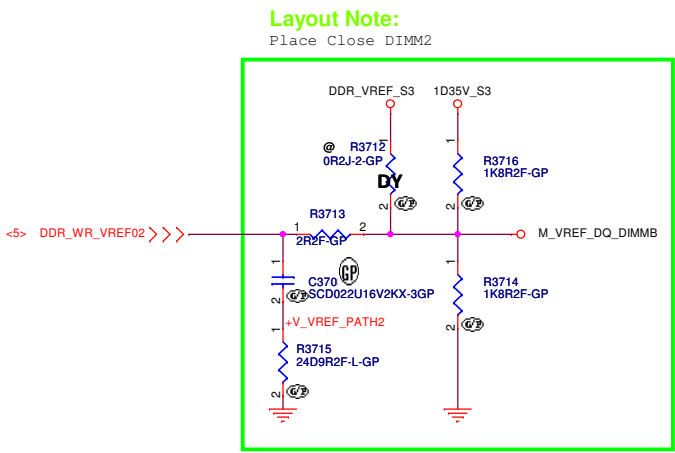 Layout Note:
Place Close DIMM2
DDR_VREF_S3
1D35V_S3
1
1
@
R3712
0R2J-2-GP
DY
2
G/P
R3716
1K8R2F-GP
2
G/P
<5>
DDR_WR_VREF02
R3713
1
2
2R2F-GP
M_VREF_DQ_DIMMB
GP
1
C370
SCD022U16V2KX-3GP
2
G/P
1
R3714
1K8R2F-GP
2
G/P
+V_VREF_PATH2
1
R3715
24D9R2F-L-GP
2
G/P